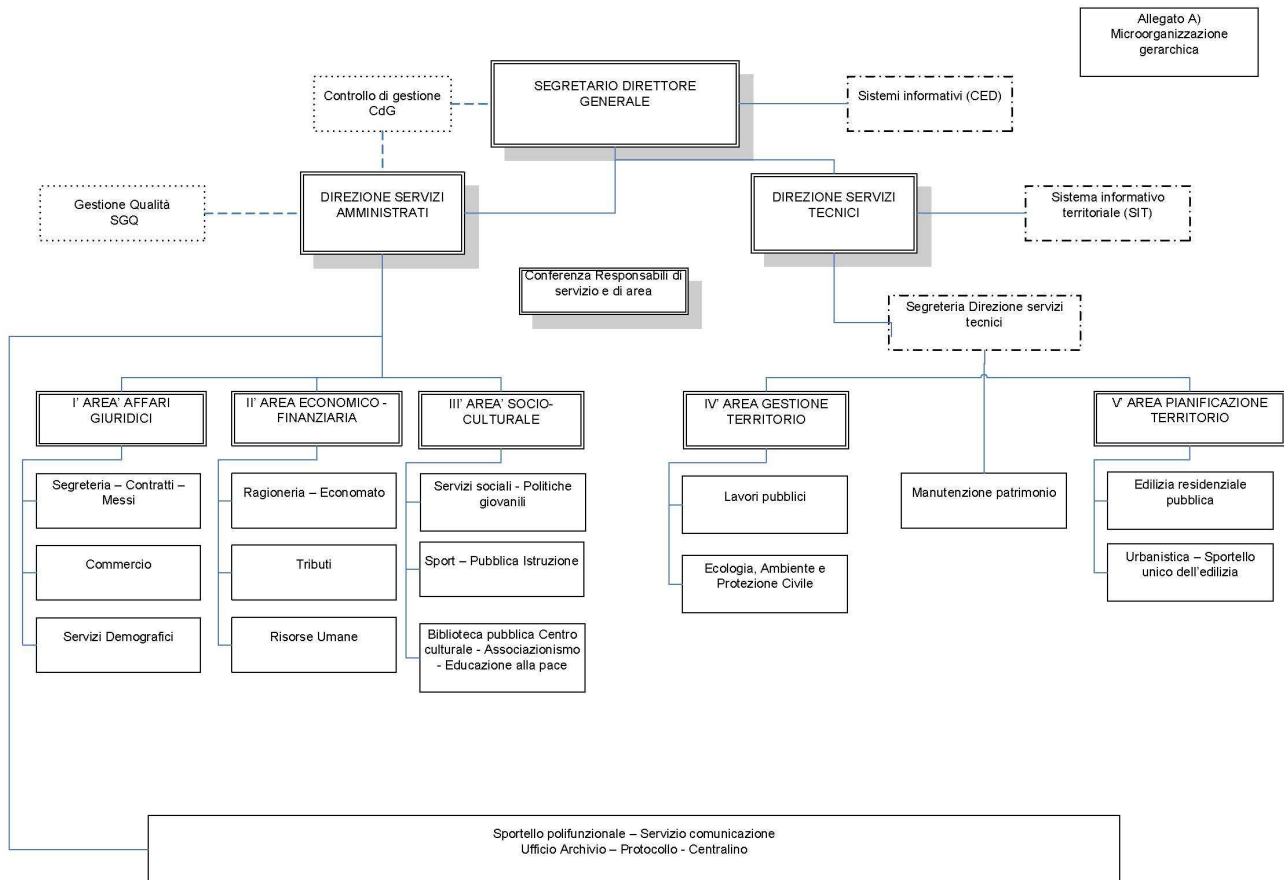 Allegato A)
Microorganizzazione
gerarchica
SEGRETARIO DIRETTORE
GENERALE
Controllo di gestione
CdG
Sistemi informativi (CED)
DIREZIONE SERVIZI
AMMINISTRATI
DIREZIONE SERVIZI
TECNICI
Gestione Qualità
SGQ
Sistema informativo
territoriale (SIT)
Conferenza Responsabili di
servizio e di area
Segreteria Direzione servizi
tecnici
I' AREA' AFFARI
GIURIDICI
II' AREA ECONOMICO -
FINANZIARIA
III' AREA' SOCIO-
CULTURALE
IV' AREA GESTIONE
TERRITORIO
V' AREA PIANIFICAZIONE
TERRITORIO
Segreteria – Contratti –
Messi
Commercio
Servizi Demografici
Ragioneria – Economato
Tributi
Risorse Umane
Servizi sociali - Politiche
giovanili
Sport – Pubblica Istruzione
Biblioteca pubblica Centro
culturale - Associazionismo
- Educazione alla pace
Lavori pubblici
Ecologia, Ambiente e
Protezione Civile
Manutenzione patrimonio
Edilizia residenziale
pubblica
Urbanistica – Sportello
unico dell'edilizia
Sportello polifunzionale – Servizio comunicazione
Ufficio Archivio – Protocollo - Centralino